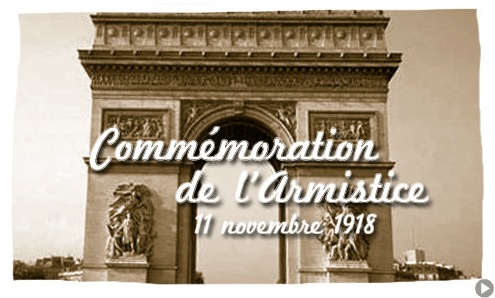 Commémoration
de l'Armistice
11 novembre 1918